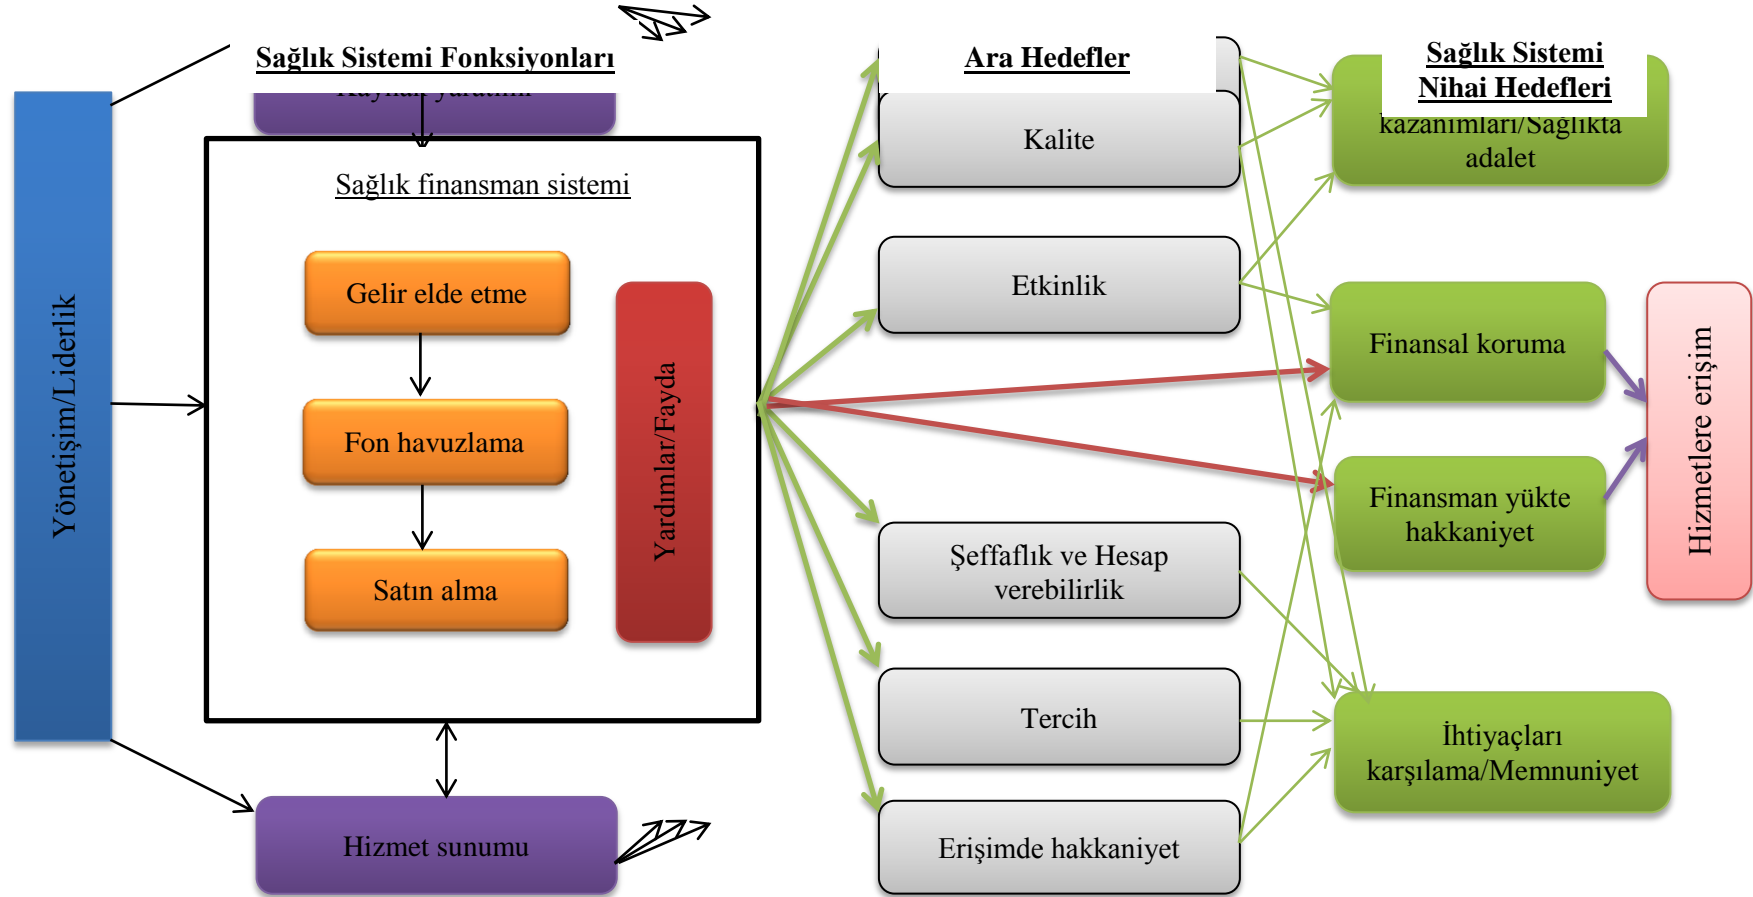 Sağlık Sistemi Fonksiyonları
Ara Hedefler
Sağlık Sistemi
Nihai Hedefleri
Yönetişim/Liderlik
Sağlık finansman sistemi
Gelir elde etme
Fon havuzlama
Satın alma
Yardımlar/Fayda
Hizmet sunumu
Kalite
Etkinlik
Şeffaflık ve Hesap
verebilirlik
Tercih
Erişimde hakkaniyet
kazanımları/Sağlıkta
adalet
Finansal koruma
Finansman yükte
hakkaniyet
İhtiyaçları
karşılama/Memnuniyet
Hizmetlere erişim